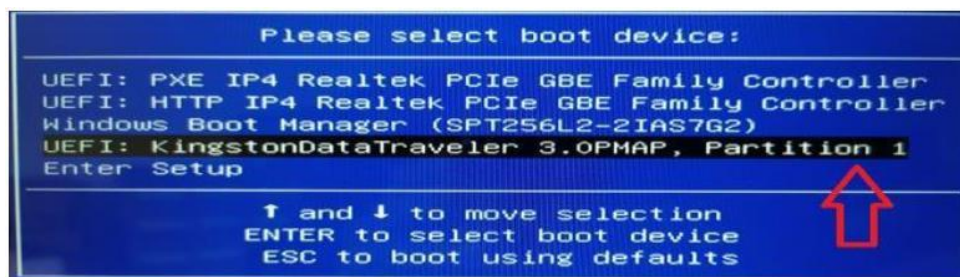 Please select boot device:
UEFI: PXE IP4 Realtek PCIe GBE Family Controller
UEFI: HTTP IP4 Realtek PCIe GBE Family Controller
Windows Boot Manager (SPT256L2-2IAS7G2)
UEFI: KingstonDataTraveler 3.0PMAP, Partition 1
Enter Setup
↑ and ↓ to move selection
ENTER to select boot device
ESC to boot using defaults